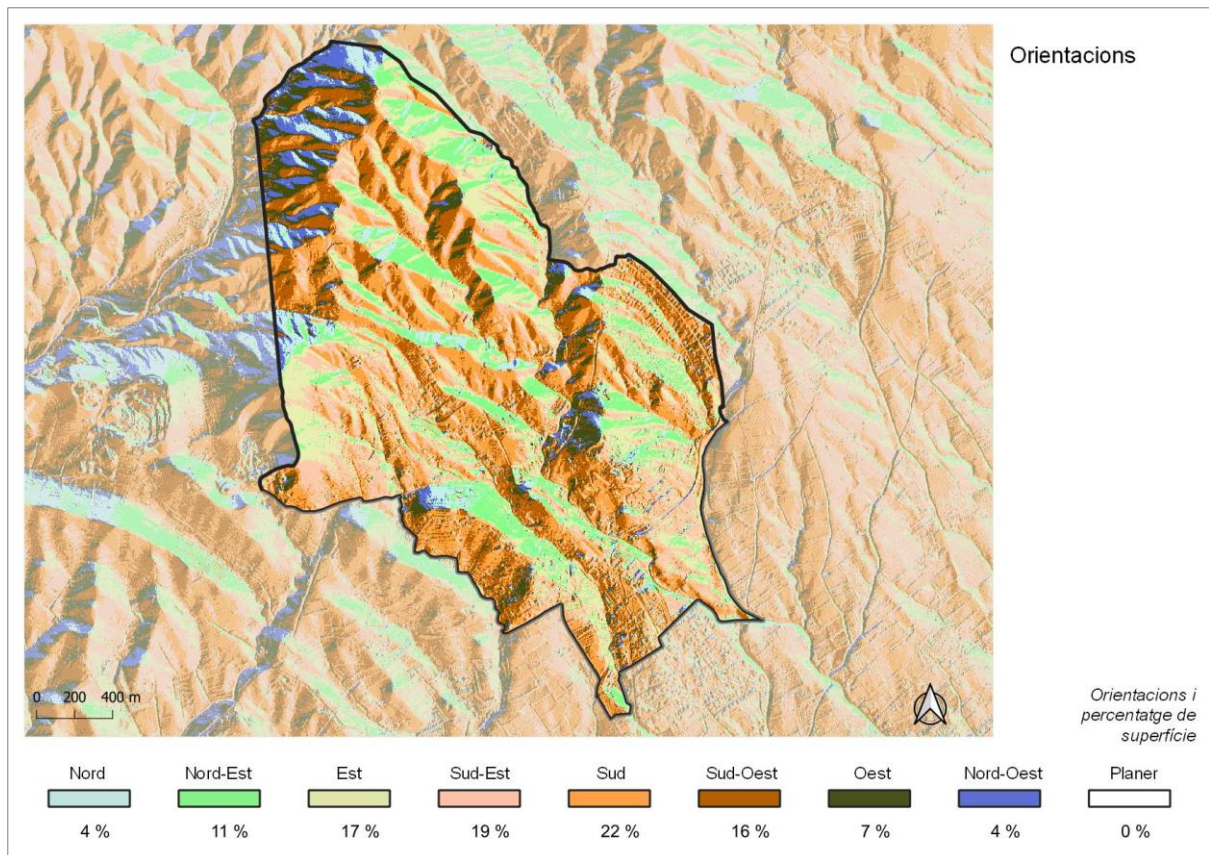 Orientacions
0 200 400 m
Orientacions i
percentatge de
superfície
Nord Nord-Est Est Sud-Est Sud Sud-Oest Oest Nord-Oest Planer
4 % 11 % 17 % 19 % 22 % 16 % 7 % 4 % 0 %